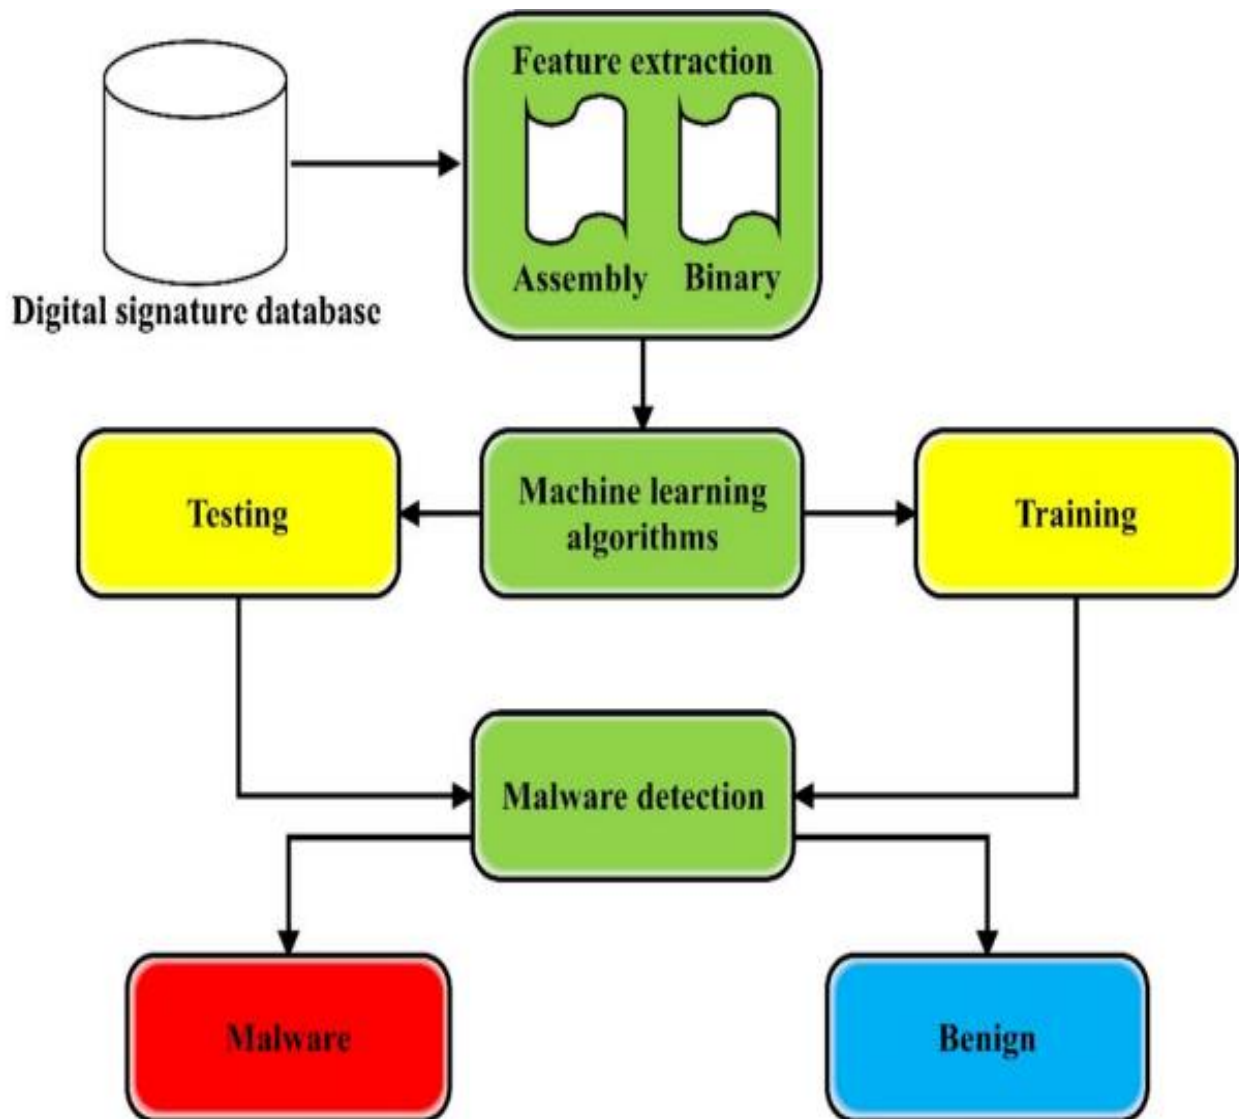 Feature extraction
Assembly Binary
Digital signature database
Testing
Machine learning
algorithms
Training
Malware detection
Malware
Benign